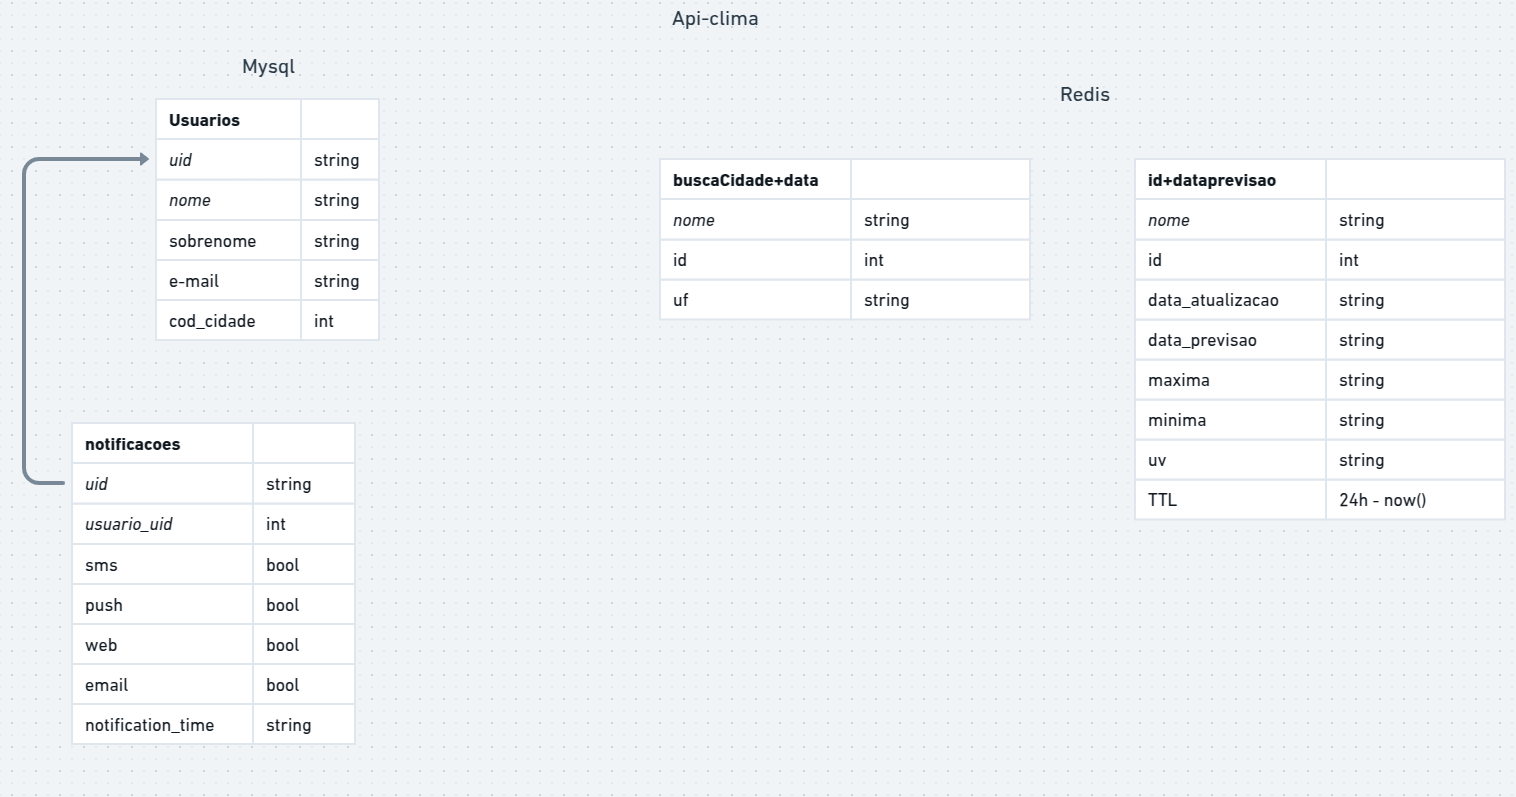 Api-clima
Mysql
Usuarios
uid string
nome string
sobrenome string
e-mail string
cod_cidade int
notificacoes
uid string
usuario_uid int
sms bool
push bool
web bool
email bool
notification_time string
Redis
buscaCidade+data
nome string
id int
uf string
id+dataprevisao
nome string
id int
data_atualizacao string
data_previsao string
maxima string
minima string
uv string
TTL 24h - now()